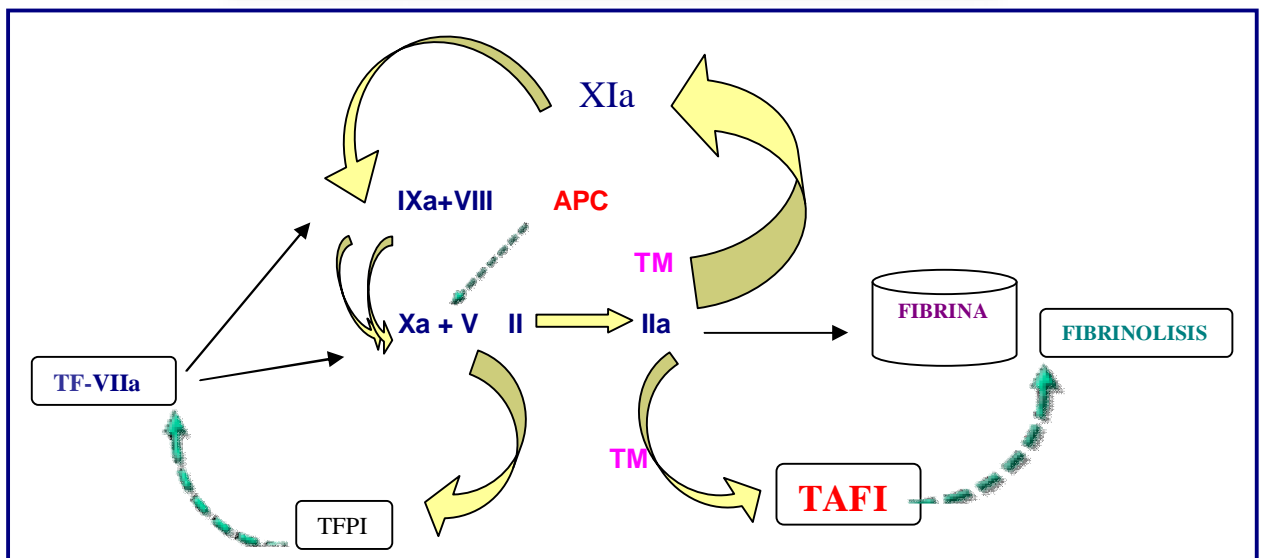 XIa
IXa+VIII APC
TM
Xa + V II IIa
FIBRINA
FIBRINOLISIS
TF-VIIa
TM
TAFI
TFPI